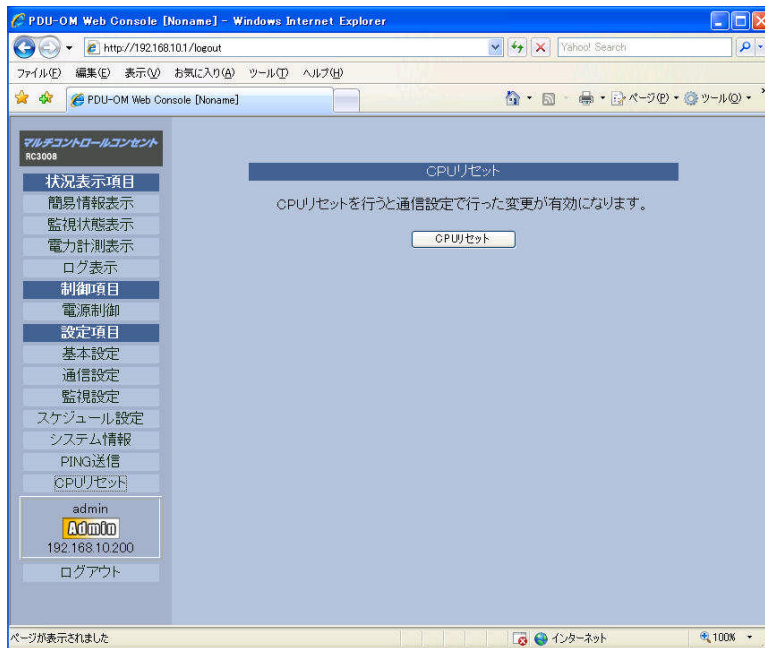 PDU-OM Web Console [Noname] - Windows Internet Explorer
http://192.168.10.1/logout
Yahoo! Search
ファイル(F) 編集(E) 表示(V) お気に入り(A) ツール(T) ヘルプ(H)
PDU-OM Web Console [Noname]
ページ(P) ツール(O)
マルチコントロールコンセント
RC3008
状況表示項目
簡易情報表示
監視状態表示
電力計測表示
ログ表示
制御項目
電源制御
設定項目
基本設定
通信設定
監視設定
スケジュール設定
システム情報
PING送信
CPUリセット
admin
Admin
192.168.10.200
ログアウト
CPUリセット
CPUリセットを行うと通信設定で行った変更が有効になります。
CPUリセット
ページが表示されました
インターネット
100%